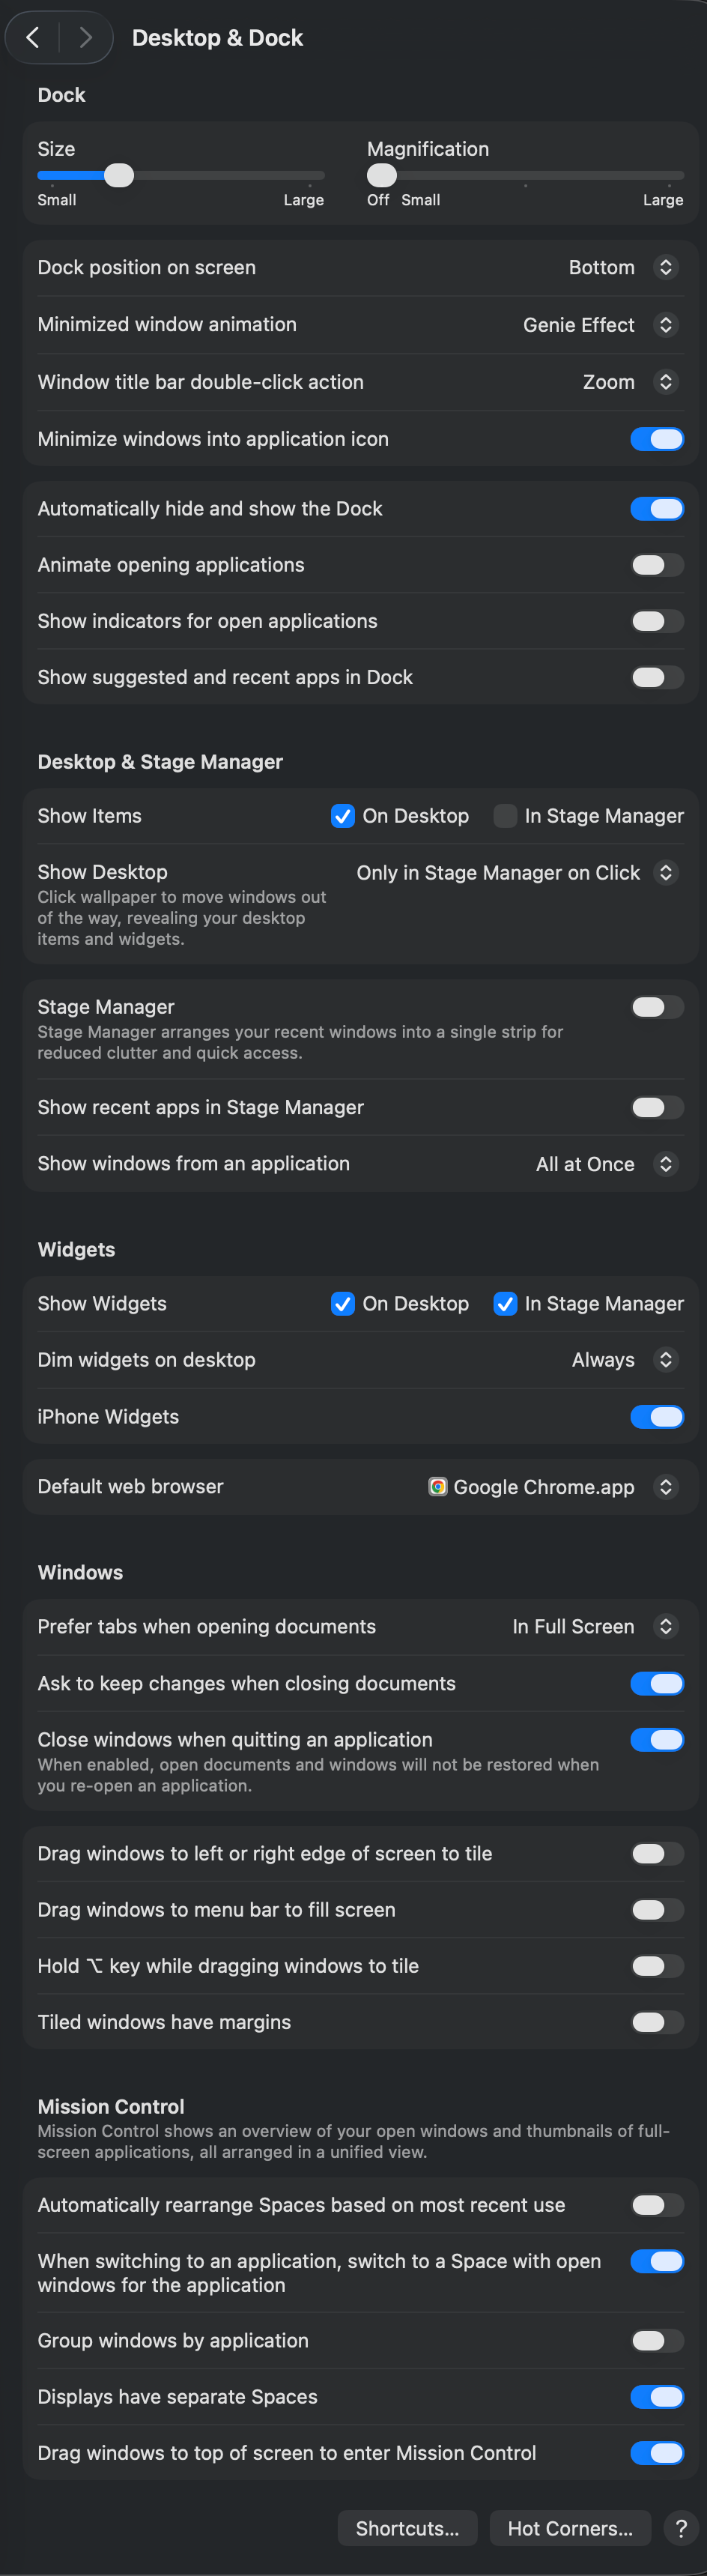 Desktop & Dock
Dock
Size
Magnification
Small
Large
Off
Small
Large
Dock position on screen
Bottom
Minimized window animation
Genie Effect
Window title bar double-click action
Zoom
Minimize windows into application icon
Automatically hide and show the Dock
Animate opening applications
Show indicators for open applications
Show suggested and recent apps in Dock
Desktop & Stage Manager
Show Items
On Desktop
In Stage Manager
Show Desktop
Only in Stage Manager on Click
Click wallpaper to move windows out
of the way, revealing your desktop
items and widgets.
Stage Manager
Stage Manager arranges your recent windows into a single strip for
reduced clutter and quick access.
Show recent apps in Stage Manager
Show windows from an application
All at Once
Widgets
Show Widgets
On Desktop
In Stage Manager
Dim widgets on desktop
Always
iPhone Widgets
Default web browser
Google Chrome.app
Windows
Prefer tabs when opening documents
In Full Screen
Ask to keep changes when closing documents
Close windows when quitting an application
When enabled, open documents and windows will not be restored when
you re-open an application.
Drag windows to left or right edge of screen to tile
Drag windows to menu bar to fill screen
Hold ⌥ key while dragging windows to tile
Tiled windows have margins
Mission Control
Mission Control shows an overview of your open windows and thumbnails of full-
screen applications, all arranged in a unified view.
Automatically rearrange Spaces based on most recent use
When switching to an application, switch to a Space with open
windows for the application
Group windows by application
Displays have separate Spaces
Drag windows to top of screen to enter Mission Control
Shortcuts...
Hot Corners...
?